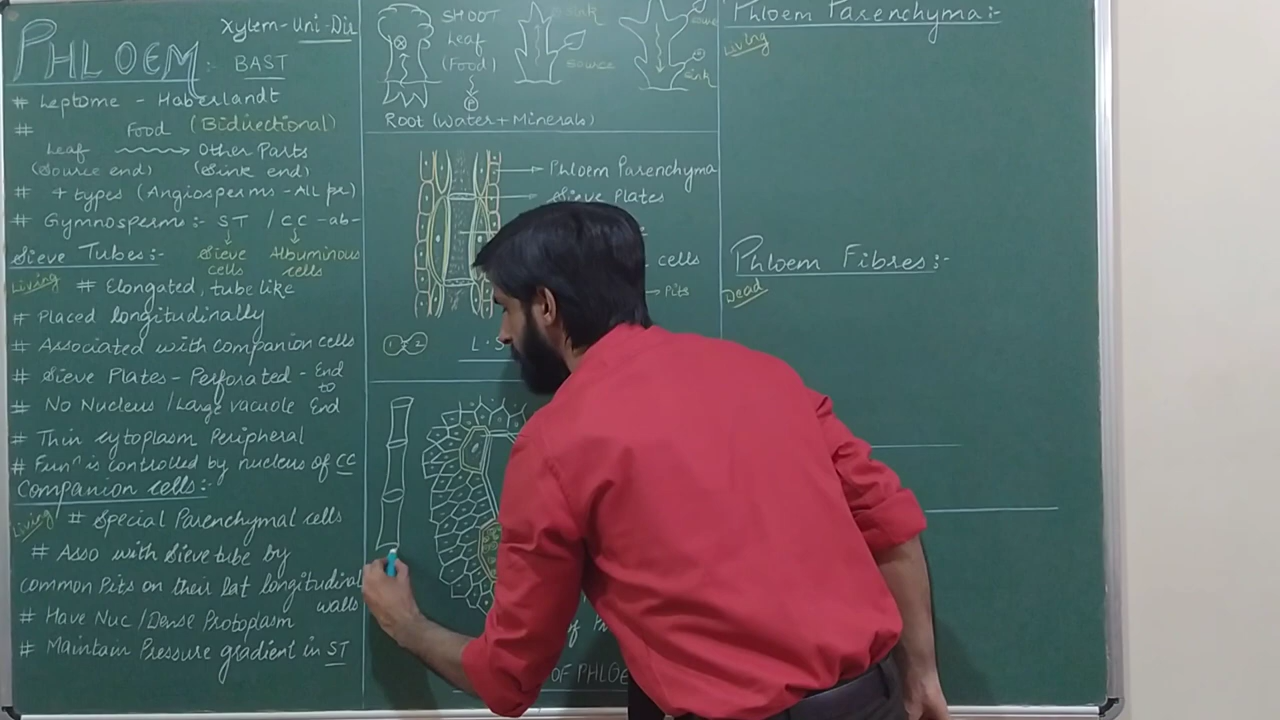 Xylem - Uni - Dir
PHLOEM :- BAST
# Leptome - Haberlandt
# Food (Bidirectional)
Leaf Other Parts
(Source end) (Sink end)
# 4 types (Angiosperms - All pr)
# Gymnosperms :- ST / CC - ab-
Sieve cells Albuminous cells
Sieve Tubes :-
Living # Elongated, tube like
# Placed longitudinally
# Associated with companion cells
# Sieve Plates - Perforated - End to End
# No Nucleus / Large vacuole
# Thin cytoplasm Peripheral
# Funⁿ is controlled by nucleus of CC
Companion cells :-
Living # Special Parenchymal cells
# Asso with Sieve tube by
common Pits on their lat longitudinal walls
# Have Nuc / Dense Protoplasm
# Maintain Pressure gradient in ST
SHOOT
Leaf
(Food)
sink
source
sink
Root (Water + Minerals)
Phloem Parenchyma
Sieve Plates
cells
Pits
1 2
L.S
OF PHLOE
Phloem Parenchyma :-
Living
Phloem Fibres :-
Dead